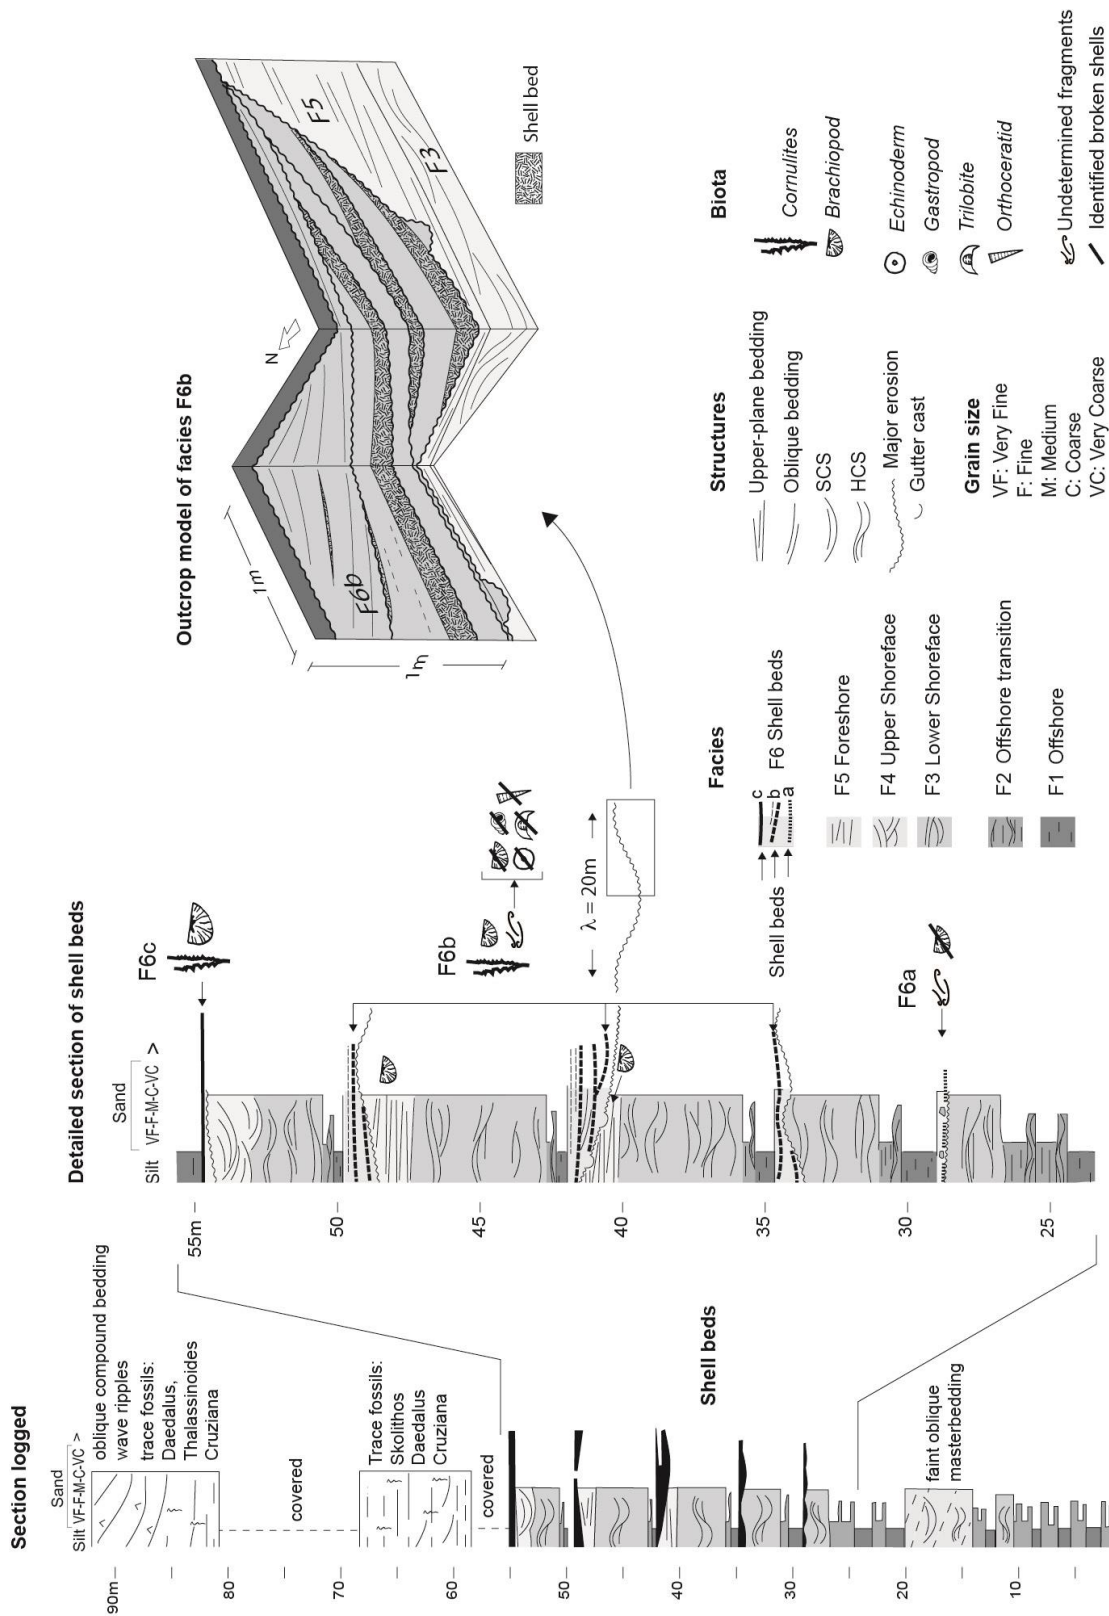 Section logged
Sand
Silt VF-F-M-C-VC >
90m
80
70
60
50
40
30
20
10
oblique compound bedding
wave ripples
trace fossils:
Daedalus,
Thalassinoides
Cruziana
covered
Trace fossils:
Skolithos
Daedalus
Cruziana
covered
Shell beds
faint oblique
masterbedding
Detailed section of shell beds
Sand
Silt VF-F-M-C-VC >
55m
50
45
40
35
30
25
F6c
F6b
λ = 20m
F6a
Outcrop model of facies F6b
1m
1m
N
F6b
F5
F3
Shell bed
Facies
Shell beds
c
b
a
F6 Shell beds
F5 Foreshore
F4 Upper Shoreface
F3 Lower Shoreface
F2 Offshore transition
F1 Offshore
Structures
Upper-plane bedding
Oblique bedding
SCS
HCS
Major erosion
Gutter cast
Grain size
VF: Very Fine
F: Fine
M: Medium
C: Coarse
VC: Very Coarse
Biota
Cornulites
Brachiopod
Echinoderm
Gastropod
Trilobite
Orthoceratid
Undetermined fragments
Identified broken shells